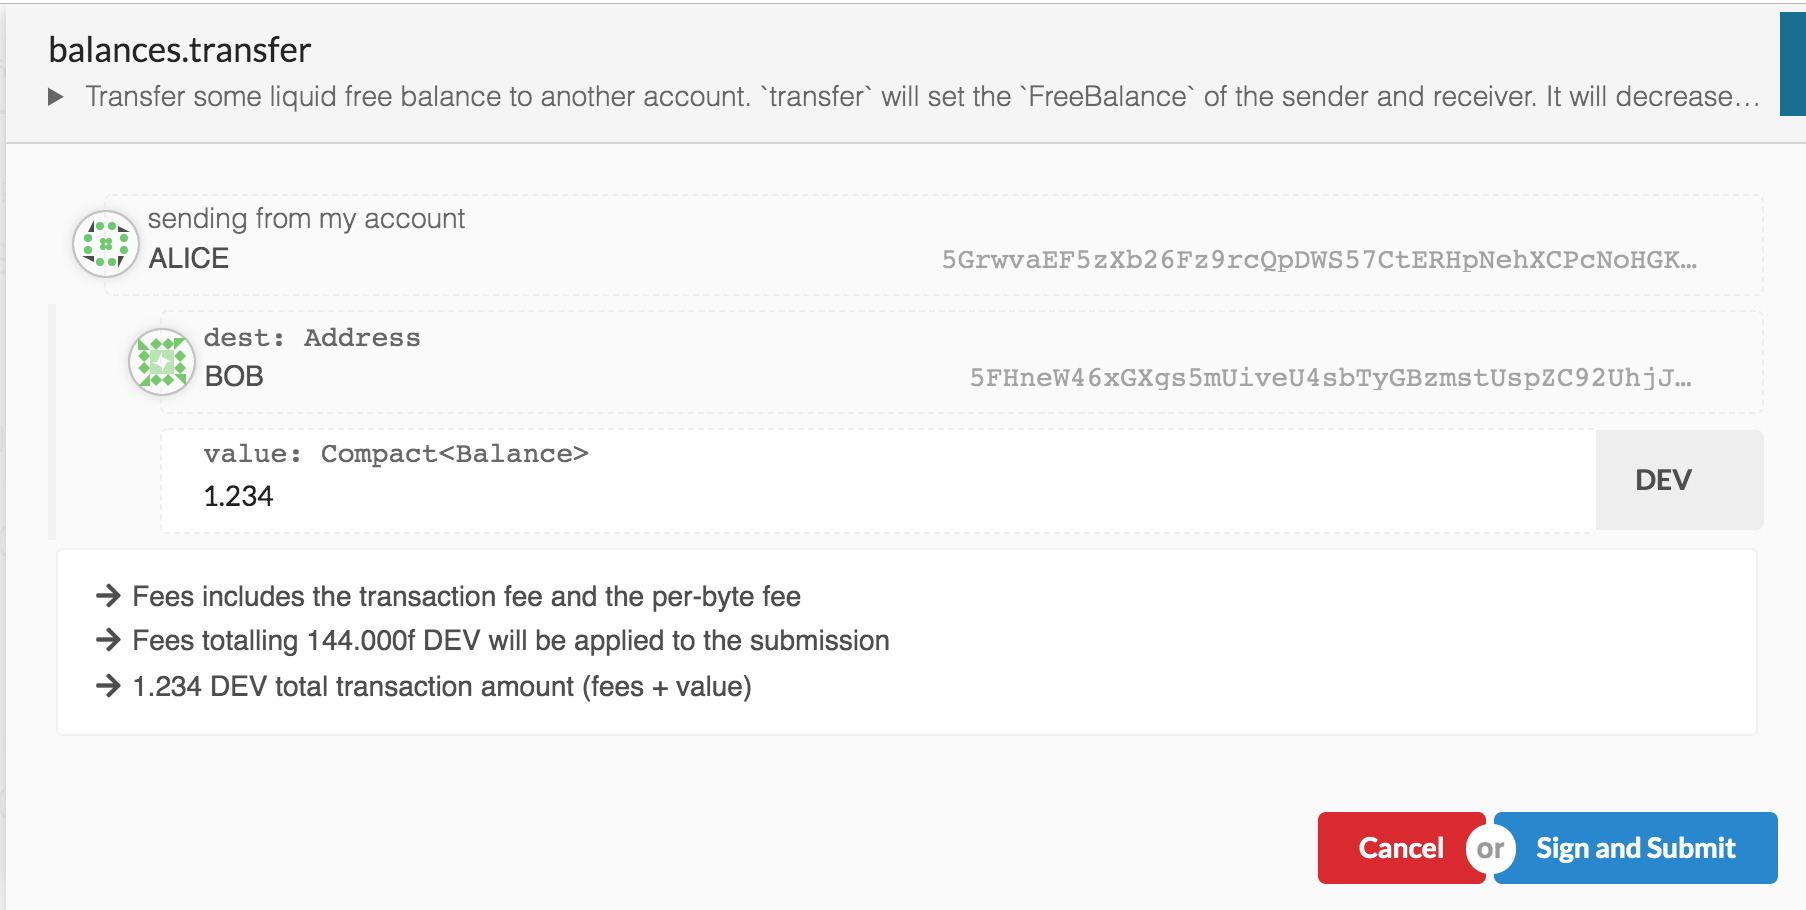 balances.transfer
▶ Transfer some liquid free balance to another account. `transfer` will set the `FreeBalance` of the sender and receiver. It will decrease…
sending from my account
ALICE 5GrwvaEF5zXb26Fz9rcQpDWS57CtERHpNehXCPcNoHGK…
dest: Address
BOB 5FHneW46xGXgs5mUiveU4sbTyGBzmstUspZC92UhjJ…
value: Compact<Balance>
1.234
DEV
→ Fees includes the transaction fee and the per-byte fee
→ Fees totalling 144.000f DEV will be applied to the submission
→ 1.234 DEV total transaction amount (fees + value)
Cancel or Sign and Submit